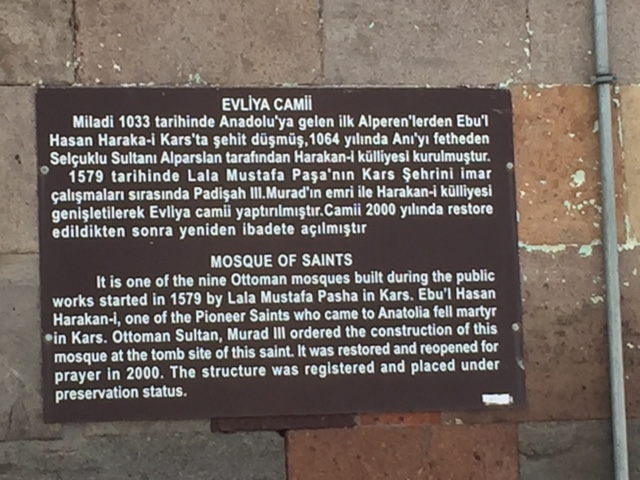 EVLİYA CAMİİ
Miladi 1033 tarihinde Anadolu'ya gelen ilk Alperen'lerden Ebu'l
Hasan Haraka-i Kars'ta şehit düşmüş,1064 yılında Anı'yı fetheden
Selçuklu Sultanı Alparslan tarafından Harakan-i külliyesi kurulmuştur.
1579 tarihinde Lala Mustafa Paşa'nın Kars Şehrini imar
çalışmaları sırasında Padişah III.Murad'ın emri ile Harakan-i külliyesi
genişletilerek Evliya camii yaptırılmıştır.Camii 2000 yılında restore
edildikten sonra yeniden ibadete açılmıştır
MOSQUE OF SAINTS
It is one of the nine Ottoman mosques built during the public
works started in 1579 by Lala Mustafa Pasha in Kars. Ebu'l Hasan
Harakan-i, one of the Pioneer Saints who came to Anatolia fell martyr
in Kars. Ottoman Sultan, Murad III ordered the construction of this
mosque at the tomb site of this saint. It was restored and reopened for
prayer in 2000. The structure was registered and placed under
preservation status.